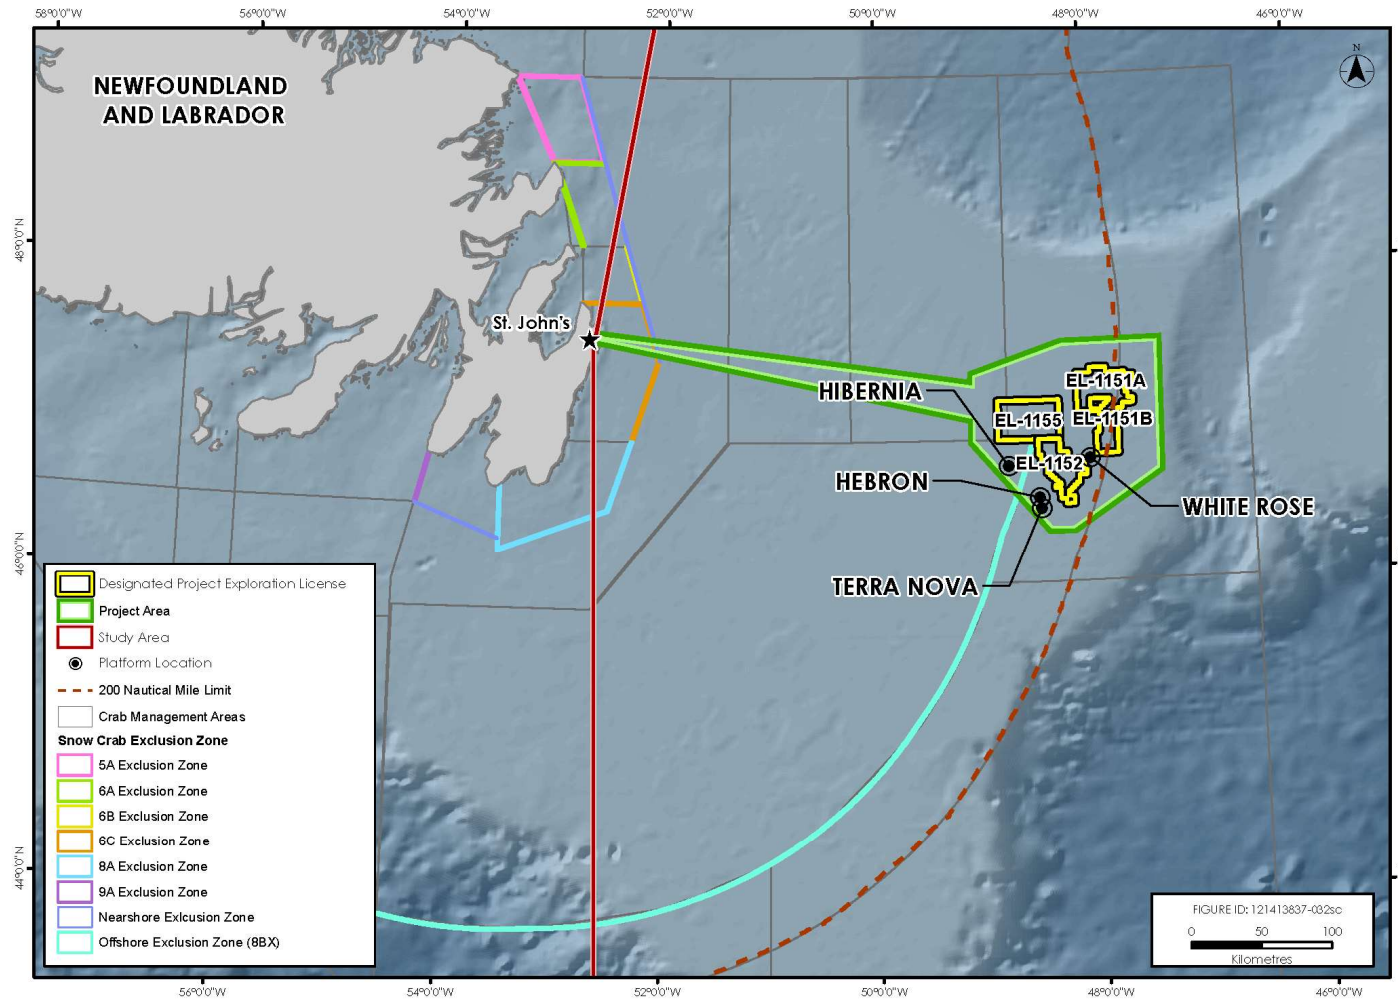 58°0'0"W
56°0'0"W
54°0'0"W
52°0'0"W
50°0'0"W
48°0'0"W
46°0'0"W
N
NEWFOUNDLAND
AND LABRADOR
48°0'0"N
St. John's
HIBERNIA
EL-1151A
EL-1155
EL-1151B
EL-1152
HEBRON
WHITE ROSE
TERRA NOVA
46°0'0"N
44°0'0"N
Designated Project Exploration License
Project Area
Study Area
Platform Location
200 Nautical Mile Limit
Crab Management Areas
Snow Crab Exclusion Zone
5A Exclusion Zone
6A Exclusion Zone
6B Exclusion Zone
6C Exclusion Zone
8A Exclusion Zone
9A Exclusion Zone
Nearshore Exlcusion Zone
Offshore Exclusion Zone (8BX)
FIGURE ID: 121413837-032sc
0 50 100
Kilometres
56°0'0"W
54°0'0"W
52°0'0"W
50°0'0"W
48°0'0"W
46°0'0"W